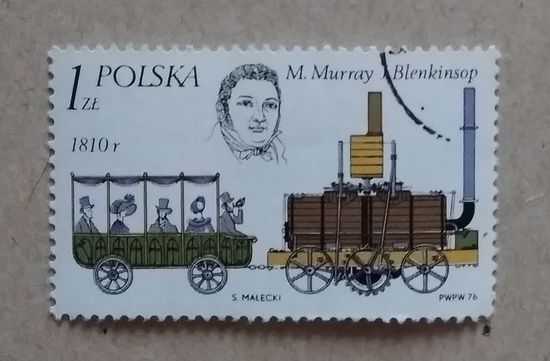 1 ZŁ POLSKA
M. Murray J. Blenkinsop
1810 r
S. MAŁECKI
PWPW 76